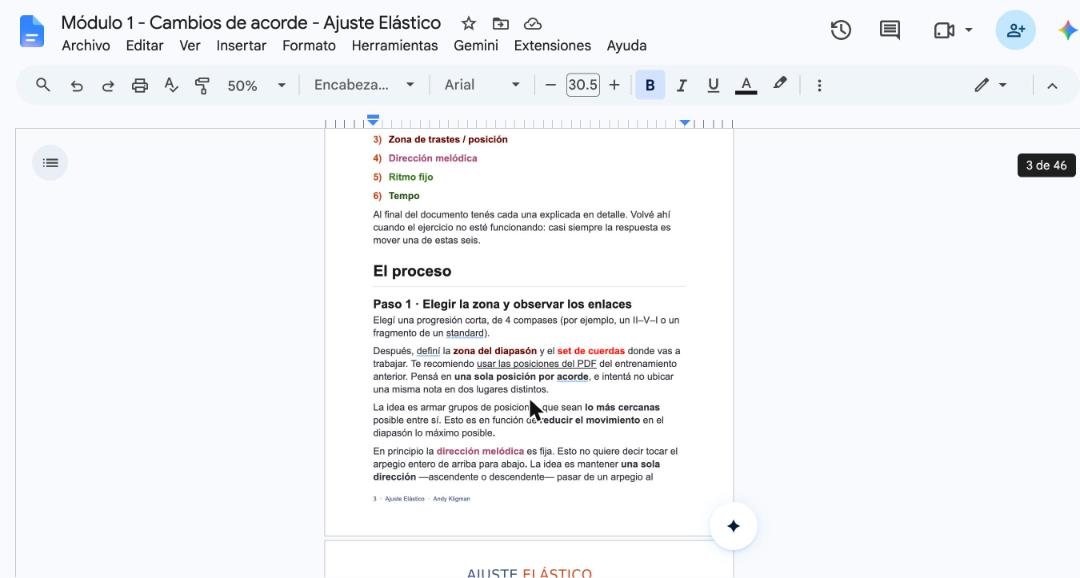 Módulo 1 - Cambios de acorde - Ajuste Elástico
Archivo Editar Ver Insertar Formato Herramientas Gemini Extensiones Ayuda
50% Encabeza... Arial 30.5 B I U A
3 de 46
3) Zona de trastes / posición
4) Dirección melódica
5) Ritmo fijo
6) Tempo
Al final del documento tenés cada una explicada en detalle. Volvé ahí
cuando el ejercicio no esté funcionando: casi siempre la respuesta es
mover una de estas seis.
El proceso
Paso 1 · Elegir la zona y observar los enlaces
Elegí una progresión corta, de 4 compases (por ejemplo, un II–V–I o un
fragmento de un standard).
Después, definí la zona del diapasón y el set de cuerdas donde vas a
trabajar. Te recomiendo usar las posiciones del PDF del entrenamiento
anterior. Pensá en una sola posición por acorde, e intentá no ubicar
una misma nota en dos lugares distintos.
La idea es armar grupos de posicion que sean lo más cercanas
posible entre sí. Esto es en función de reducir el movimiento en el
diapasón lo máximo posible.
En principio la dirección melódica es fija. Esto no quiere decir tocar el
arpegio entero de arriba para abajo. La idea es mantener una sola
dirección —ascendente o descendente— pasar de un arpegio al
3 · Ajuste Elástico · Andy Kligman
AJUSTE ELÁSTICO